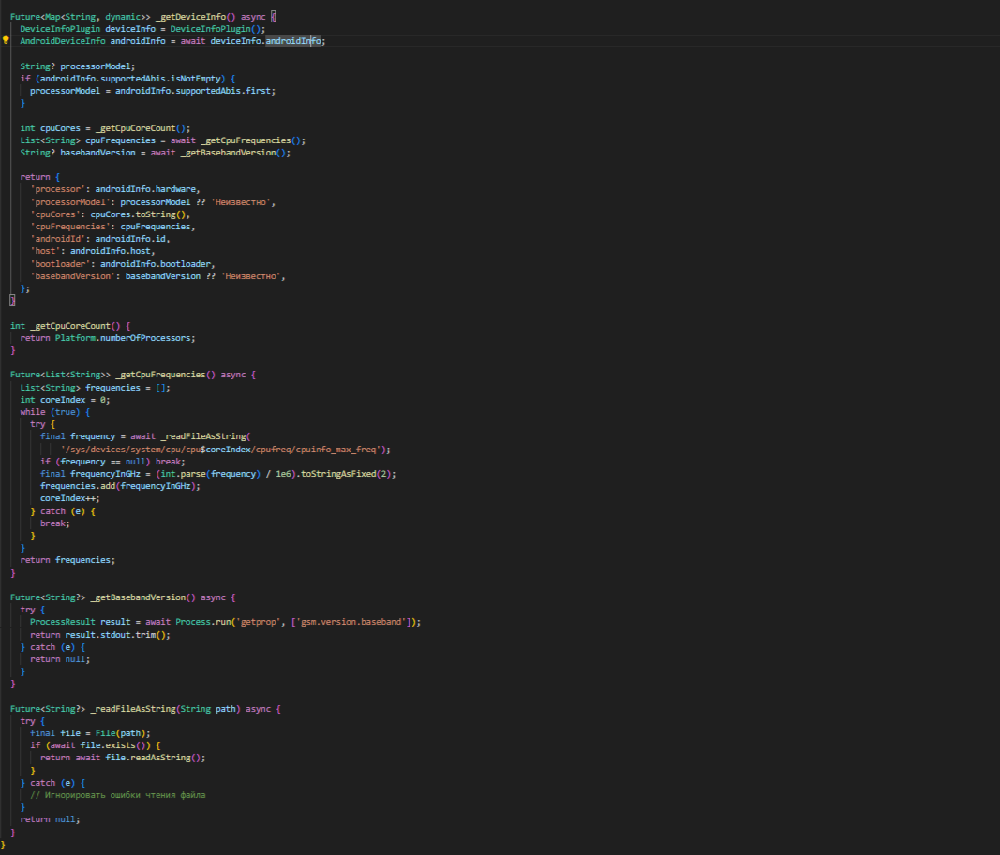 Future<Map<String, dynamic>> _getDeviceInfo() async {
DeviceInfoPlugin deviceInfo = DeviceInfoPlugin();
AndroidDeviceInfo androidInfo = await deviceInfo.androidInfo;
String? processorModel;
if (androidInfo.supportedAbis.isNotEmpty) {
processorModel = androidInfo.supportedAbis.first;
}
int cpuCores = _getCpuCoreCount();
List<String> cpuFrequencies = await _getCpuFrequencies();
String? basebandVersion = await _getBasebandVersion();
return {
'processor': androidInfo.hardware,
'processorModel': processorModel ?? 'Неизвестно',
'cpuCores': cpuCores.toString(),
'cpuFrequencies': cpuFrequencies,
'androidId': androidInfo.id,
'host': androidInfo.host,
'bootloader': androidInfo.bootloader,
'basebandVersion': basebandVersion ?? 'Неизвестно',
};
}
int _getCpuCoreCount() {
return Platform.numberOfProcessors;
}
Future<List<String>> _getCpuFrequencies() async {
List<String> frequencies = [];
int coreIndex = 0;
while (true) {
try {
final frequency = await _readFileAsString(
'/sys/devices/system/cpu/cpu$coreIndex/cpufreq/cpuinfo_max_freq');
if (frequency == null) break;
final frequencyInGHz = (int.parse(frequency) / 1e6).toStringAsFixed(2);
frequencies.add(frequencyInGHz);
coreIndex++;
} catch (e) {
break;
}
}
return frequencies;
}
Future<String?> _getBasebandVersion() async {
try {
ProcessResult result = await Process.run('getprop', ['gsm.version.baseband']);
return result.stdout.trim();
} catch (e) {
return null;
}
}
Future<String?> _readFileAsString(String path) async {
try {
final file = File(path);
if (await file.exists()) {
return await file.readAsString();
}
} catch (e) {
// Игнорировать ошибки чтения файла
}
return null;
}
}